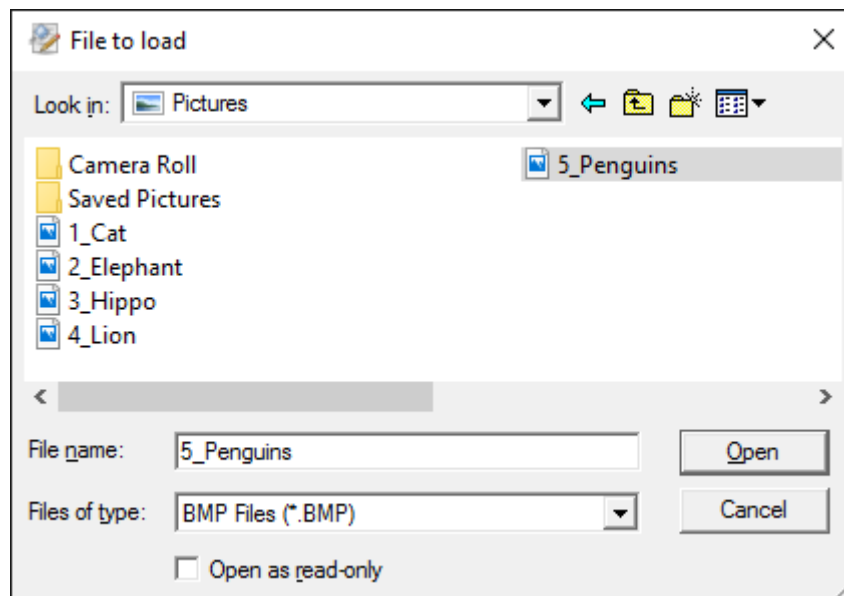 File to load
Look in: Pictures
Camera Roll
Saved Pictures
1_Cat
2_Elephant
3_Hippo
4_Lion
5_Penguins
File name: 5_Penguins Open
Files of type: BMP Files (*.BMP) Cancel
Open as read-only